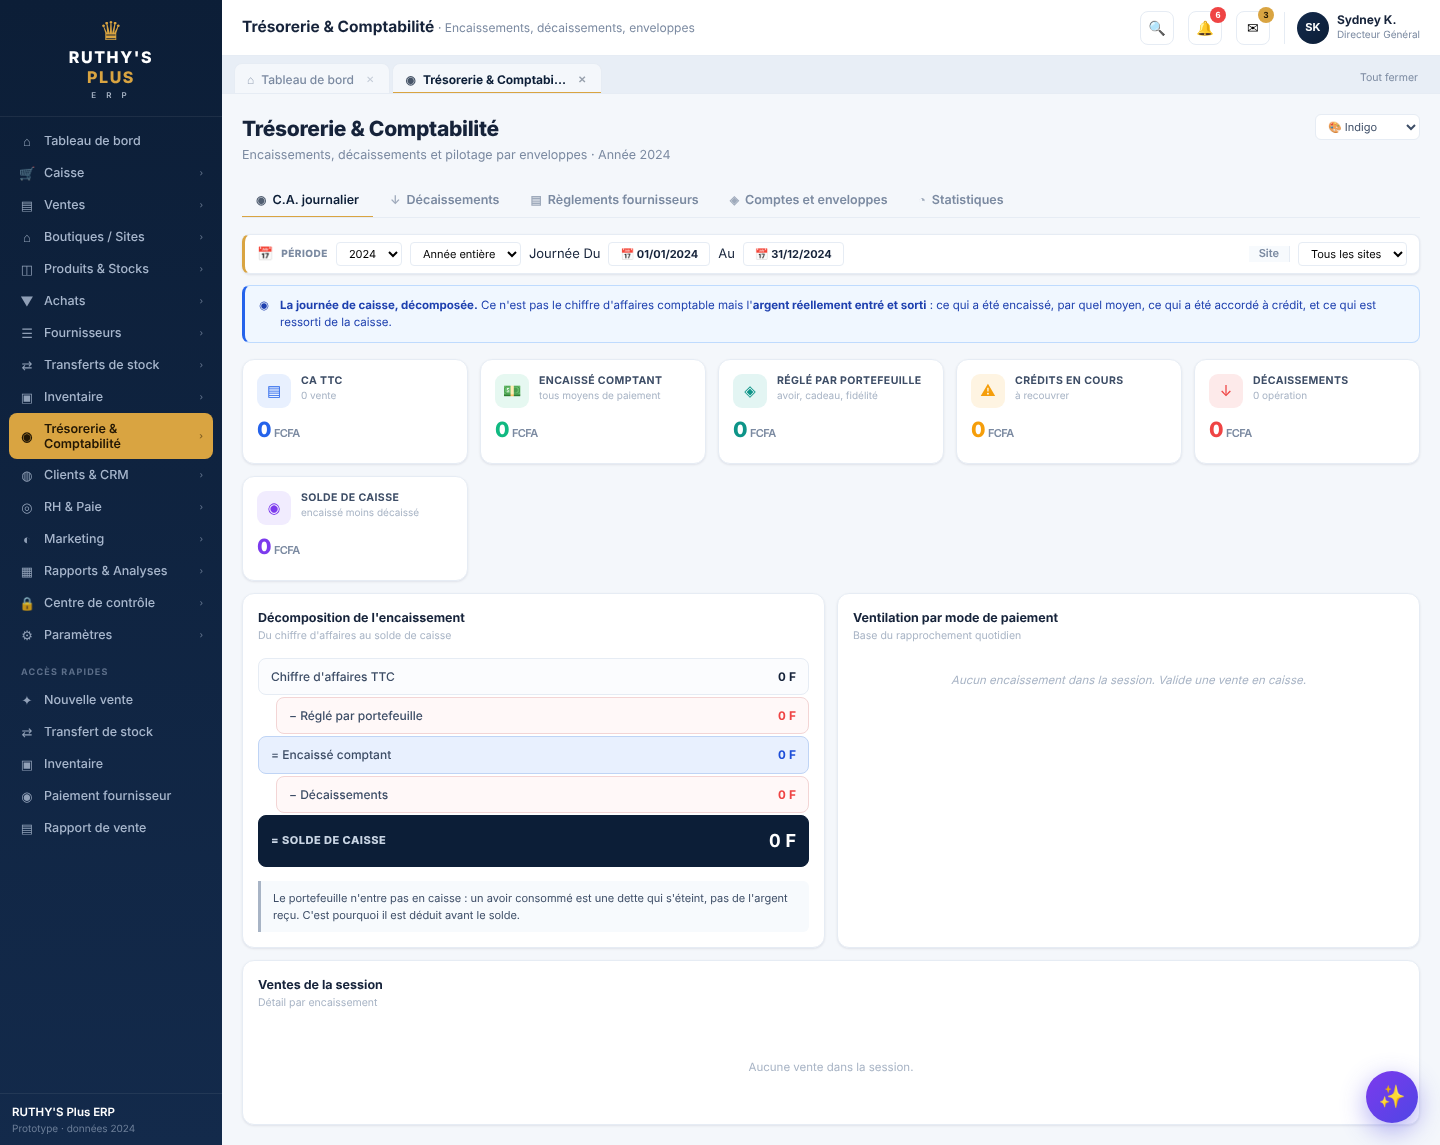 RUTHY'S
PLUS
E R P
Tableau de bord
Caisse
Ventes
Boutiques / Sites
Produits & Stocks
Achats
Fournisseurs
Transferts de stock
Inventaire
Trésorerie &
Comptabilité
Clients & CRM
RH & Paie
Marketing
Rapports & Analyses
Centre de contrôle
Paramètres
ACCÈS RAPIDES
Nouvelle vente
Transfert de stock
Inventaire
Paiement fournisseur
Rapport de vente
RUTHY'S Plus ERP
Prototype · données 2024
Trésorerie & Comptabilité · Encaissements, décaissements, enveloppes
6
3
SK
Sydney K.
Directeur Général
Tableau de bord ×
Trésorerie & Comptabi... ×
Tout fermer
Trésorerie & Comptabilité
Indigo
Encaissements, décaissements et pilotage par enveloppes · Année 2024
C.A. journalier
Décaissements
Règlements fournisseurs
Comptes et enveloppes
Statistiques
PÉRIODE 2024 Année entière Journée Du 01/01/2024 Au 31/12/2024 Site Tous les sites
La journée de caisse, décomposée. Ce n'est pas le chiffre d'affaires comptable mais l'argent réellement entré et sorti : ce qui a été encaissé, par quel moyen, ce qui a été accordé à crédit, et ce qui est
ressorti de la caisse.
CA TTC
0 vente
0 FCFA
ENCAISSÉ COMPTANT
tous moyens de paiement
0 FCFA
RÉGLÉ PAR PORTEFEUILLE
avoir, cadeau, fidélité
0 FCFA
CRÉDITS EN COURS
à recouvrer
0 FCFA
DÉCAISSEMENTS
0 opération
0 FCFA
SOLDE DE CAISSE
encaissé moins décaissé
0 FCFA
Décomposition de l'encaissement
Du chiffre d'affaires au solde de caisse
Chiffre d'affaires TTC 0 F
− Réglé par portefeuille 0 F
= Encaissé comptant 0 F
− Décaissements 0 F
= SOLDE DE CAISSE 0 F
Le portefeuille n'entre pas en caisse : un avoir consommé est une dette qui s'éteint, pas de l'argent
reçu. C'est pourquoi il est déduit avant le solde.
Ventilation par mode de paiement
Base du rapprochement quotidien
Aucun encaissement dans la session. Valide une vente en caisse.
Ventes de la session
Détail par encaissement
Aucune vente dans la session.